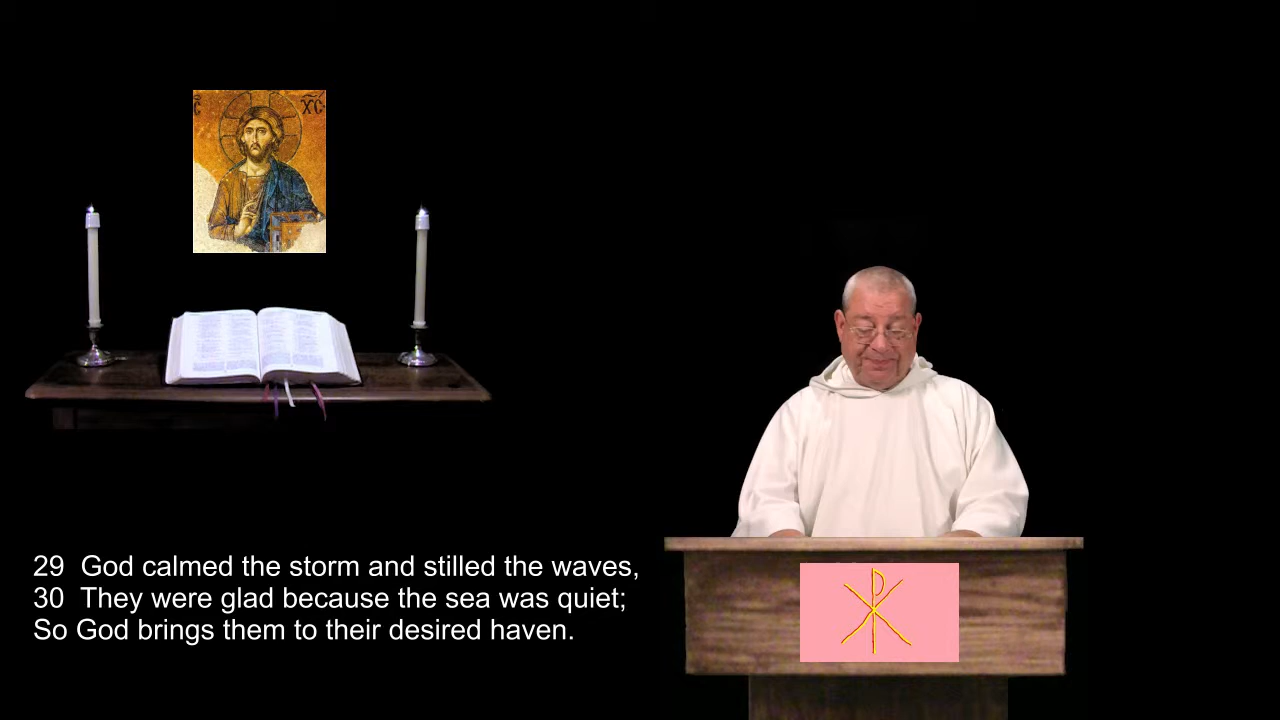 ΧϹ
29 God calmed the storm and stilled the waves,
30 They were glad because the sea was quiet;
So God brings them to their desired haven.